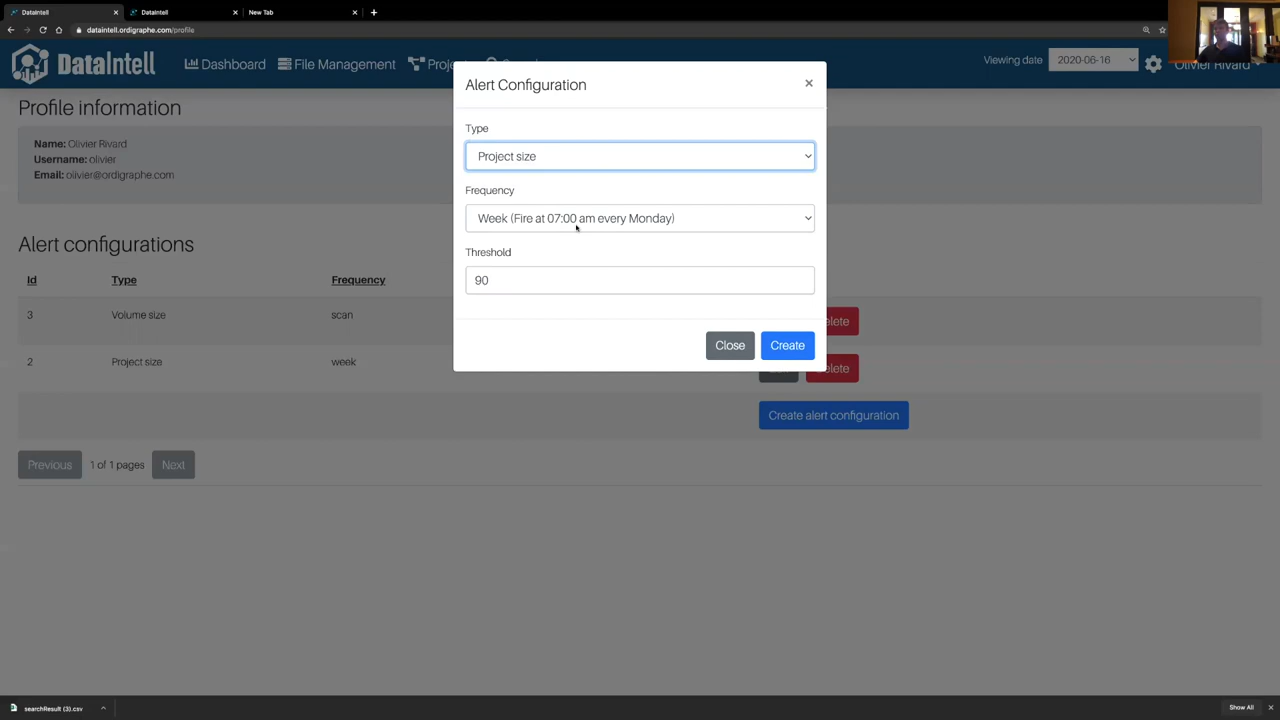 DataIntell
DataIntell
New Tab
dataintell.ordigraphe.com/profile
DataIntell
Dashboard
File Management
Viewing date
2020-06-16
Olivier Rivard
Profile information
Name: Olivier Rivard
Username: olivier
Email: olivier@ordigraphe.com
Alert Configuration
×
Type
Project size
Frequency
Week (Fire at 07:00 am every Monday)
Threshold
90
Close
Create
Alert configurations
Id
Type
Frequency
3
Volume size
scan
2
Project size
week
Create alert configuration
Previous
1 of 1 pages
Next
searchResult (3).csv
Show All